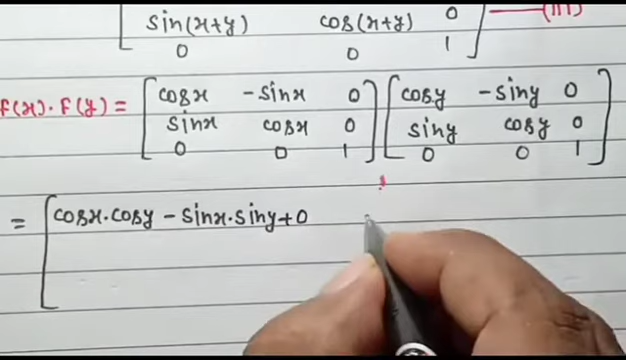 sin(x+y) cos(x+y) 0 (III)
0 0 1
F(x)·F(y) = [cosx -sinx 0] [cosy -siny 0]
sinx cosx 0 siny cosy 0
0 0 1 0 0 1
= [cosx.cosy - sinx.siny+0